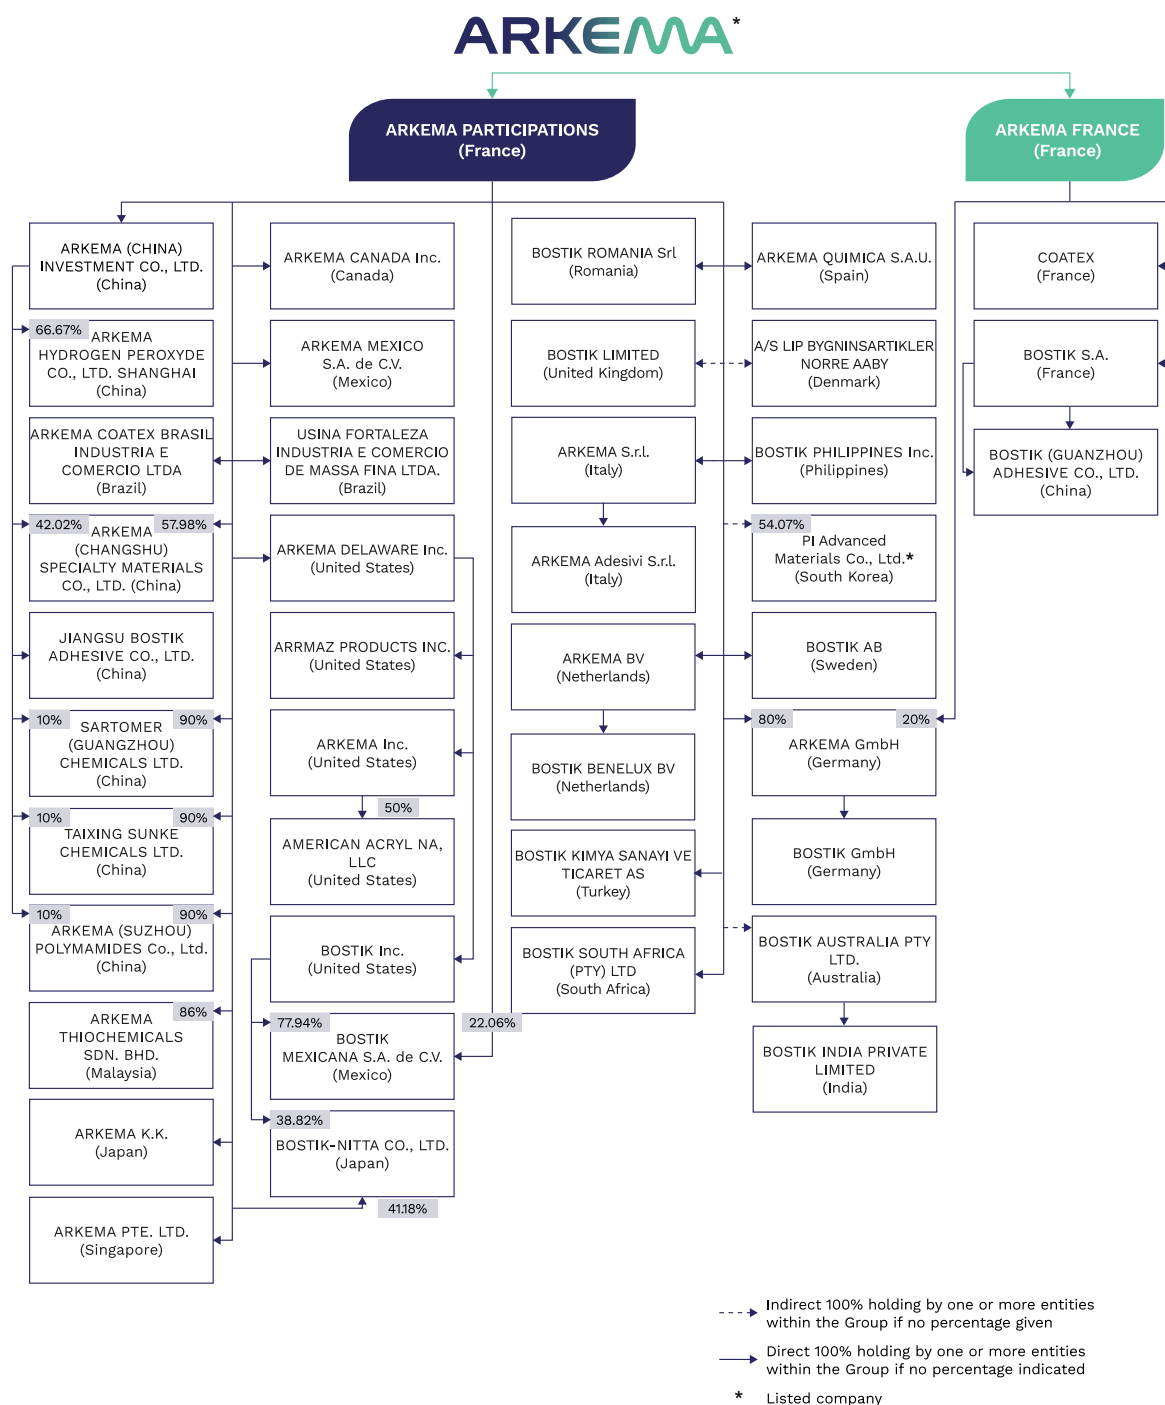 ARKEMA*
ARKEMA PARTICIPATIONS
(France)
ARKEMA FRANCE
(France)
ARKEMA (CHINA)
INVESTMENT CO., LTD.
(China)
66.67%
ARKEMA
HYDROGEN PEROXYDE
CO., LTD. SHANGHAI
(China)
ARKEMA COATEX BRASIL
INDUSTRIA E
COMERCIO LTDA
(Brazil)
42.02%
57.98%
ARKEMA
(CHANGSHU)
SPECIALTY MATERIALS
CO., LTD. (China)
JIANGSU BOSTIK
ADHESIVE CO., LTD.
(China)
10%
90%
SARTOMER
(GUANGZHOU)
CHEMICALS LTD.
(China)
10%
90%
TAIXING SUNKE
CHEMICALS LTD.
(China)
10%
90%
ARKEMA (SUZHOU)
POLYMAMIDES Co., Ltd.
(China)
86%
ARKEMA
THIOCHEMICALS
SDN. BHD.
(Malaysia)
ARKEMA K.K.
(Japan)
ARKEMA PTE. LTD.
(Singapore)
ARKEMA CANADA Inc.
(Canada)
ARKEMA MEXICO
S.A. de C.V.
(Mexico)
USINA FORTALEZA
INDUSTRIA E COMERCIO
DE MASSA FINA LTDA.
(Brazil)
ARKEMA DELAWARE Inc.
(United States)
ARRMAZ PRODUCTS INC.
(United States)
ARKEMA Inc.
(United States)
50%
AMERICAN ACRYL NA,
LLC
(United States)
BOSTIK Inc.
(United States)
77.94%
22.06%
BOSTIK
MEXICANA S.A. de C.V.
(Mexico)
38.82%
BOSTIK-NITTA CO., LTD.
(Japan)
41.18%
BOSTIK ROMANIA Srl
(Romania)
BOSTIK LIMITED
(United Kingdom)
ARKEMA S.r.l.
(Italy)
ARKEMA Adesivi S.r.l.
(Italy)
ARKEMA BV
(Netherlands)
BOSTIK BENELUX BV
(Netherlands)
BOSTIK KIMYA SANAYI VE
TICARET AS
(Turkey)
BOSTIK SOUTH AFRICA
(PTY) LTD
(South Africa)
ARKEMA QUIMICA S.A.U.
(Spain)
A/S LIP BYGNINSARTIKLER
NORRE AABY
(Denmark)
BOSTIK PHILIPPINES Inc.
(Philippines)
54.07%
PI Advanced
Materials Co., Ltd.*
(South Korea)
BOSTIK AB
(Sweden)
80%
20%
ARKEMA GmbH
(Germany)
BOSTIK GmbH
(Germany)
BOSTIK AUSTRALIA PTY
LTD.
(Australia)
BOSTIK INDIA PRIVATE
LIMITED
(India)
COATEX
(France)
BOSTIK S.A.
(France)
BOSTIK (GUANZHOU)
ADHESIVE CO., LTD.
(China)
Indirect 100% holding by one or more entities
within the Group if no percentage given
Direct 100% holding by one or more entities
within the Group if no percentage indicated
* Listed company